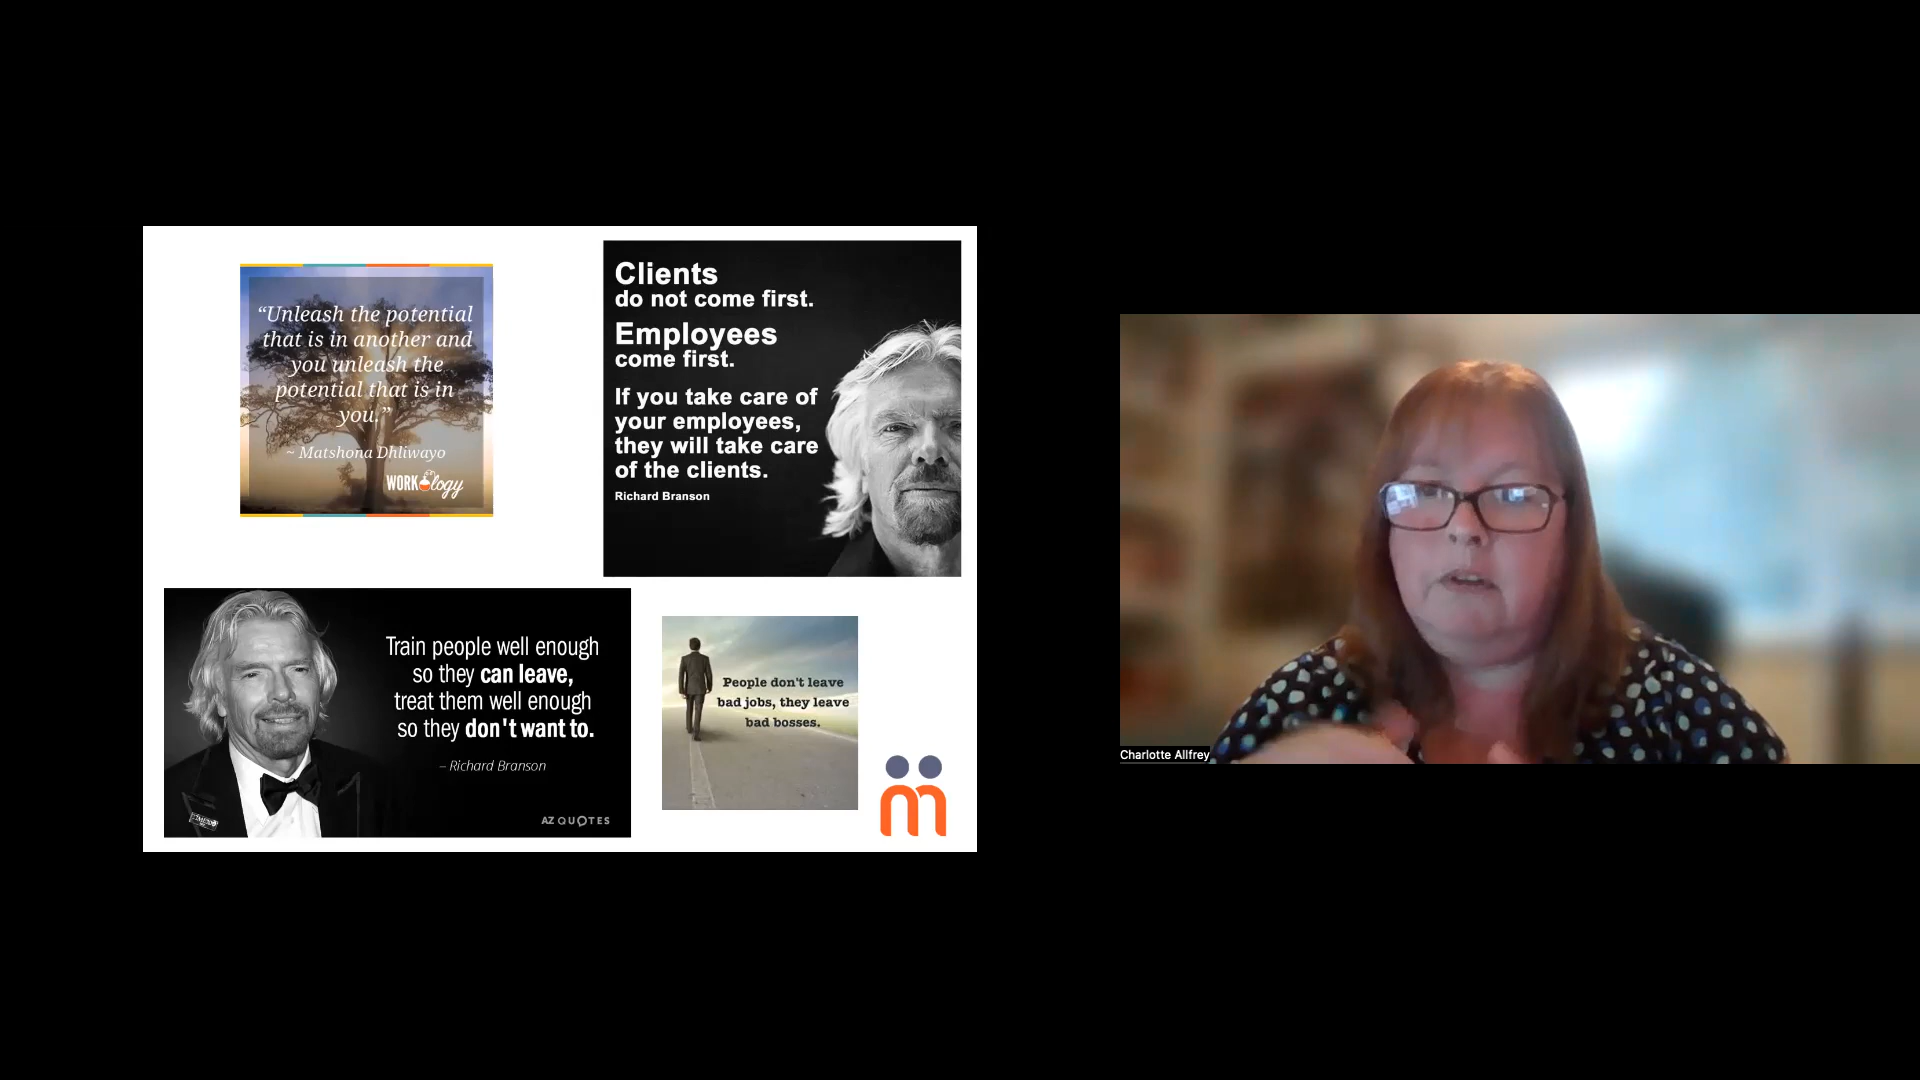 “Unleash the potential
that is in another and
you unleash the
potential that is in
you.”
~ Matshona Dhliwayo
WORKology
Clients
do not come first.
Employees
come first.
If you take care of
your employees,
they will take care
of the clients.
Richard Branson
Train people well enough
so they can leave,
treat them well enough
so they don't want to.
– Richard Branson
AZ QUOTES
People don't leave
bad jobs, they leave
bad bosses.
Charlotte Allfrey